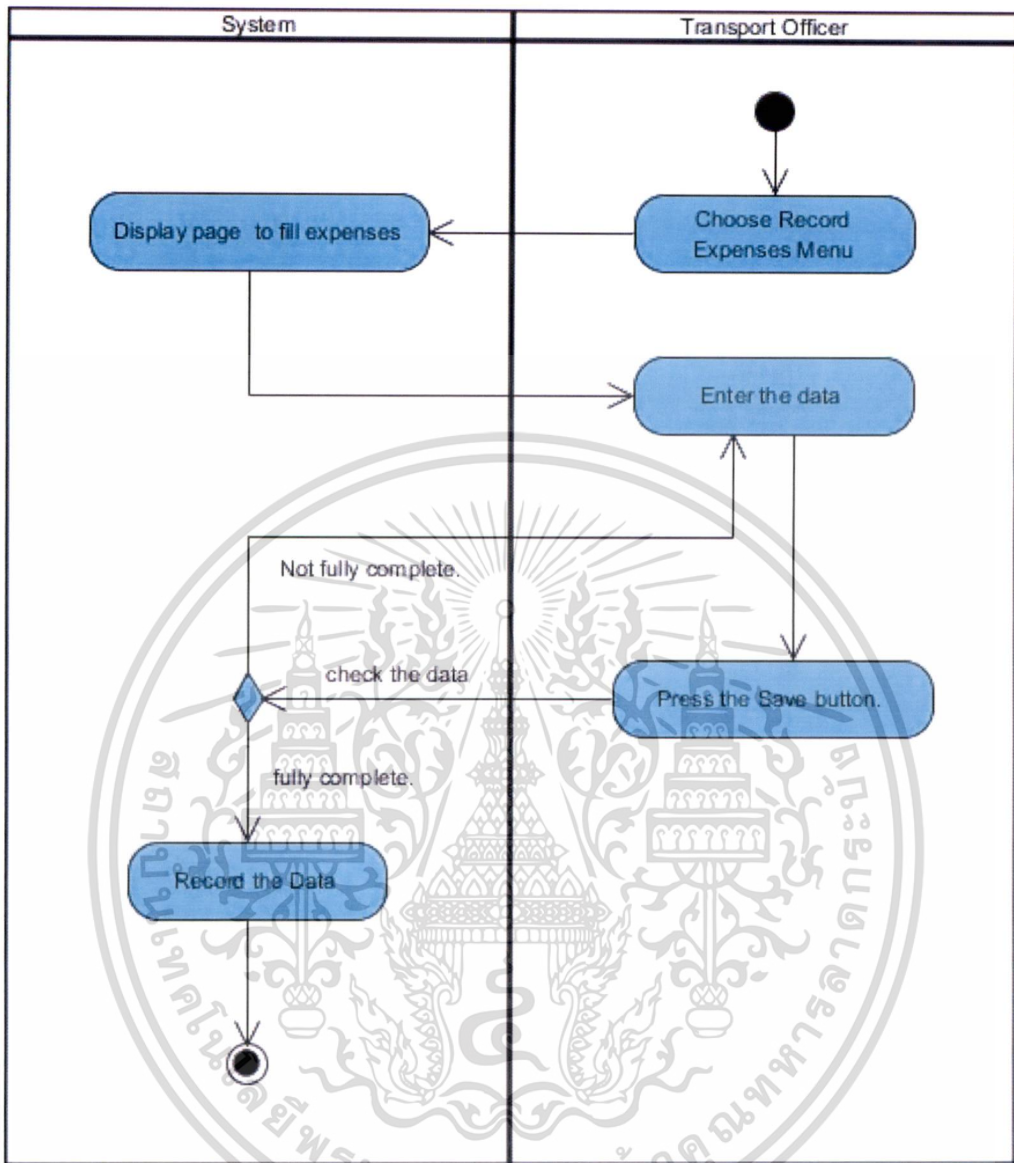 System
Transport Officer
Choose Record
Expenses Menu
Display page to fill expenses
Enter the data
Not fully complete.
check the data
Press the Save button.
fully complete.
Record the Data